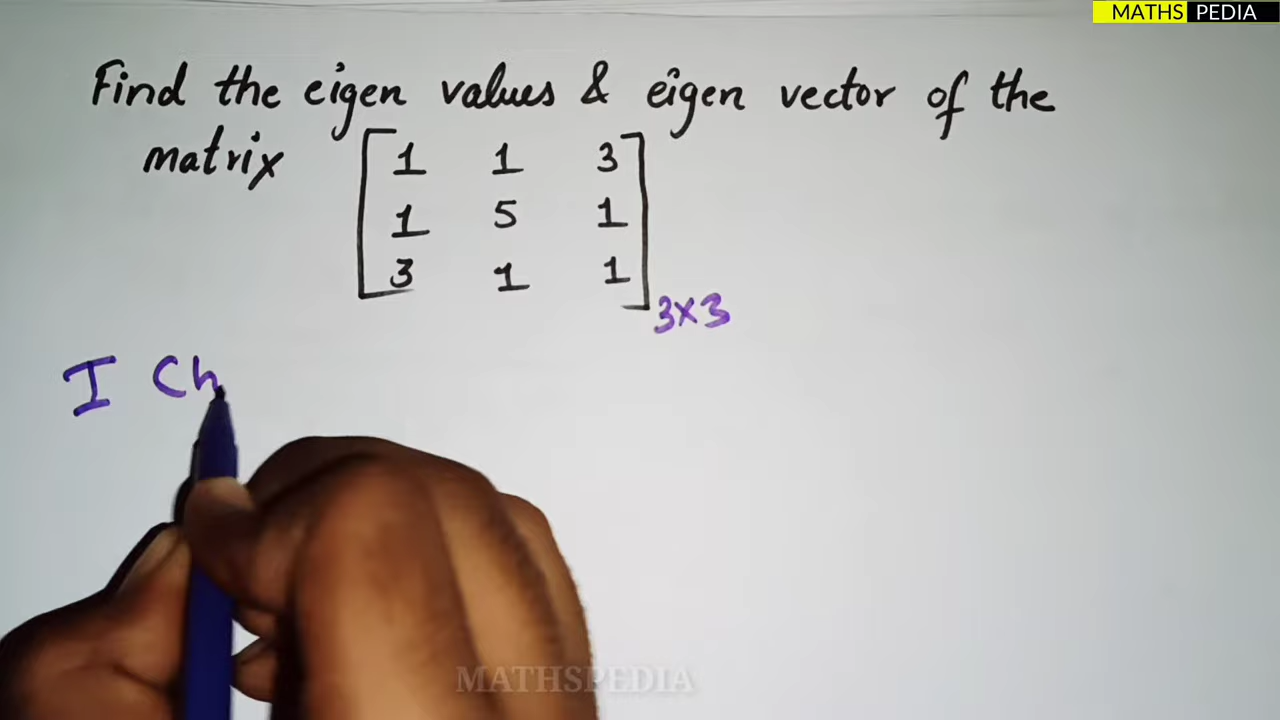 MATHS PEDIA
Find the eigen values & eigen vector of the
matrix [1 1 3
1 5 1
3 1 1] 3×3
I Ch
MATHSPEDIA